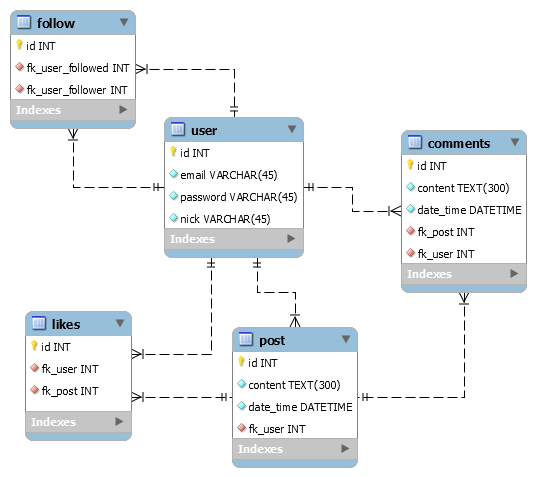 follow
id INT
fk_user_followed INT
fk_user_follower INT
Indexes
user
id INT
email VARCHAR(45)
password VARCHAR(45)
nick VARCHAR(45)
Indexes
comments
id INT
content TEXT(300)
date_time DATETIME
fk_post INT
fk_user INT
Indexes
likes
id INT
fk_user INT
fk_post INT
Indexes
post
id INT
content TEXT(300)
date_time DATETIME
fk_user INT
Indexes